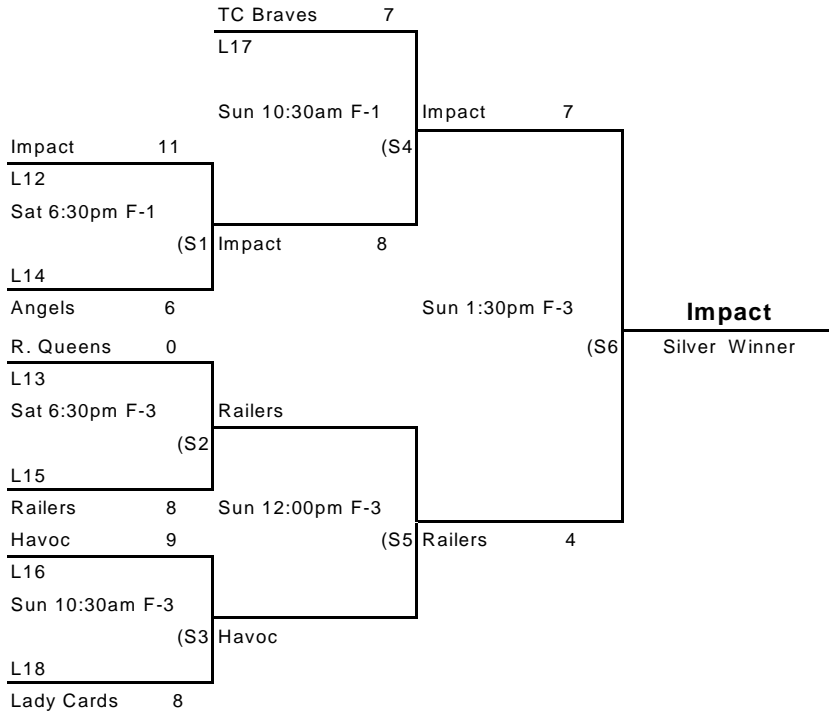 TC Braves 7
L17
Sun 10:30am F-1
Impact 7
(S4
Impact 11
L12
Sat 6:30pm F-1
(S1
Impact 8
L14
Angels 6
Sun 1:30pm F-3
Impact
(S6
Silver Winner
R. Queens 0
L13
Sat 6:30pm F-3
Railers
(S2
L15
Railers 8
Sun 12:00pm F-3
Havoc 9
(S5
Railers 4
L16
Sun 10:30am F-3
(S3
Havoc
L18
Lady Cards 8